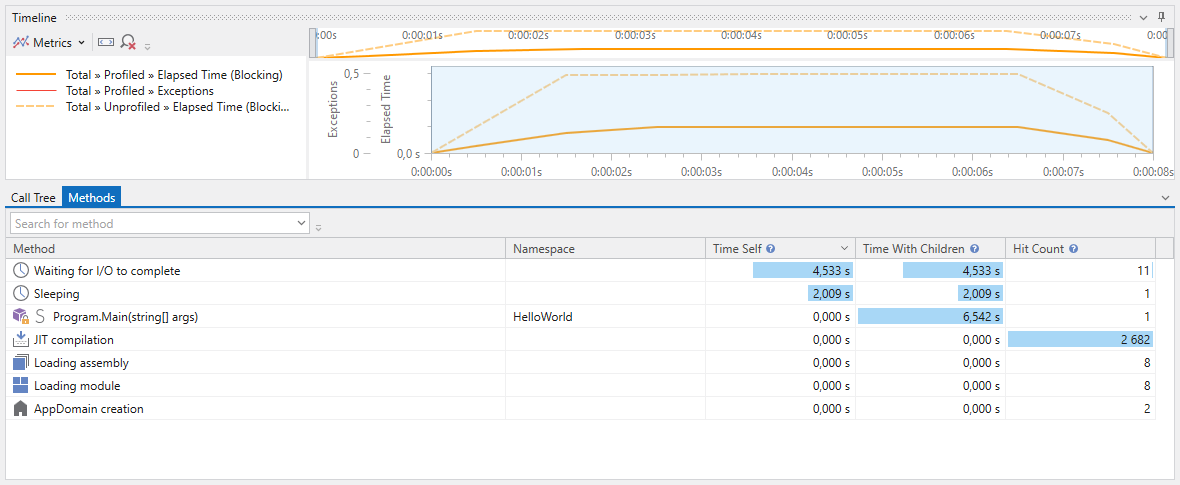 Timeline
Metrics
0:00:00s 0:00:01s 0:00:02s 0:00:03s 0:00:04s 0:00:05s 0:00:06s 0:00:07s
Total » Profiled » Elapsed Time (Blocking)
Total » Profiled » Exceptions
Total » Unprofiled » Elapsed Time (Blocki...
Exceptions
0,5
0
Elapsed Time
0,0 s
0:00:00s 0:00:01s 0:00:02s 0:00:03s 0:00:04s 0:00:05s 0:00:06s 0:00:07s 0:00:08s
Call Tree Methods
Search for method
Method Namespace Time Self Time With Children Hit Count
Waiting for I/O to complete 4,533 s 4,533 s 11
Sleeping 2,009 s 2,009 s 1
S Program.Main(string[] args) HelloWorld 0,000 s 6,542 s 1
JIT compilation 0,000 s 0,000 s 2 682
Loading assembly 0,000 s 0,000 s 8
Loading module 0,000 s 0,000 s 8
AppDomain creation 0,000 s 0,000 s 2